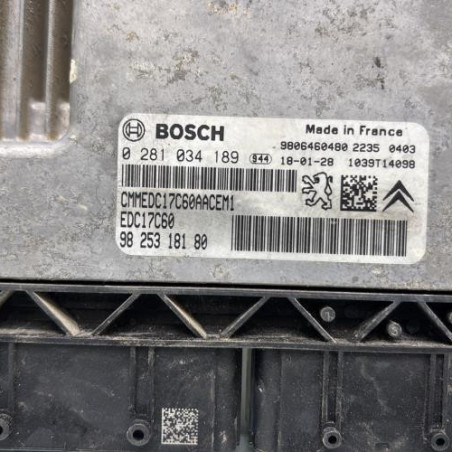 BOSCH
Made in France
9806460480 2235 0403
0 281 034 189 944 18-01-28 1039T14098
CMMEDC17C60AACEM1
EDC17C60
98 253 181 80